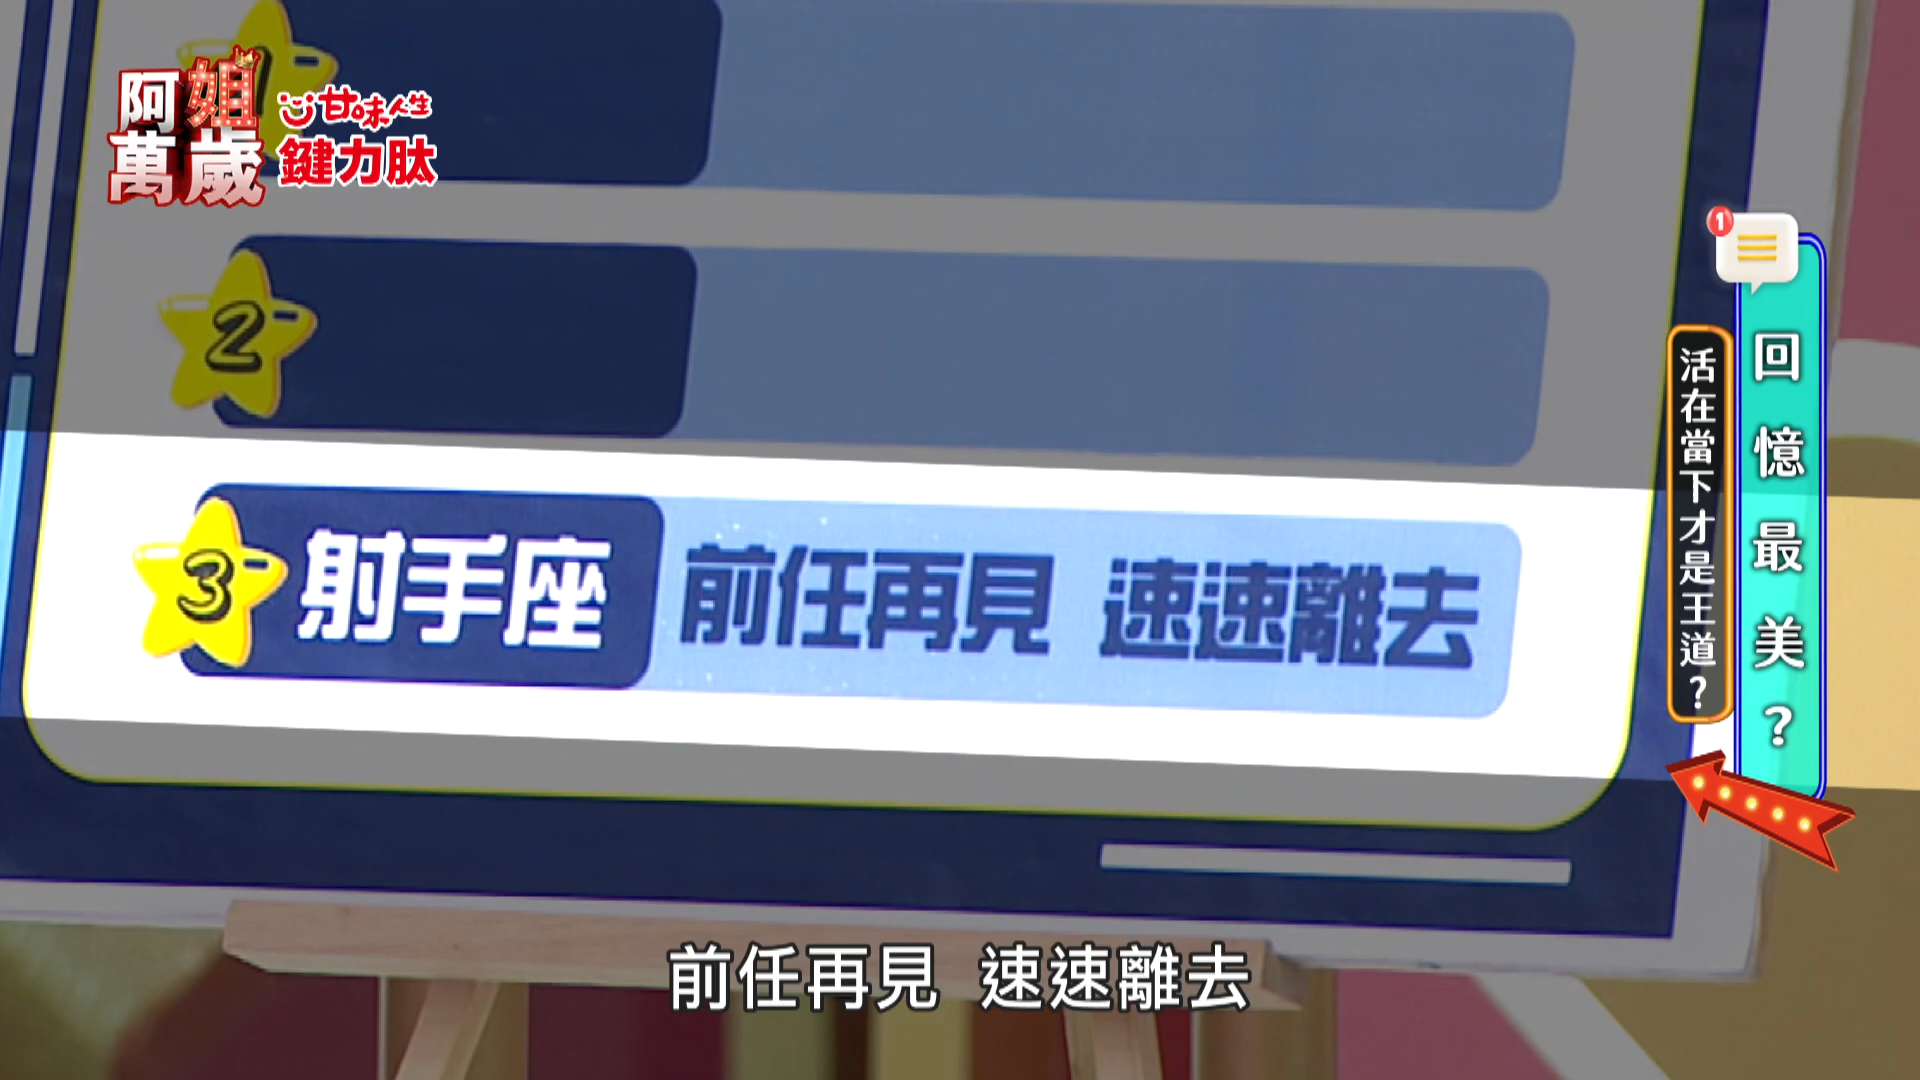 阿姐
萬歲
甘味人生
鍵力肽
1
2
3
射手座
前任再見 速速離去
1
回憶最美？
活在當下才是王道？
前任再見 速速離去